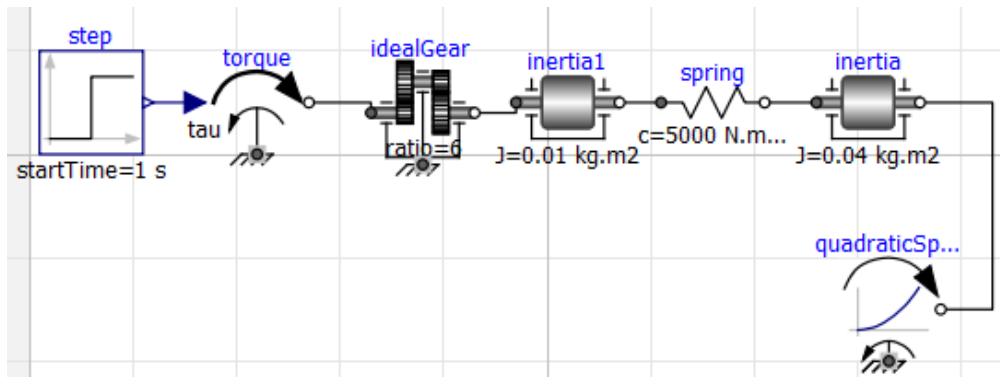 step
torque
idealGear
inertia1
spring
inertia
tau
ratio=6
c=5000 N.m...
startTime=1 s
J=0.01 kg.m2
J=0.04 kg.m2
quadraticSp...